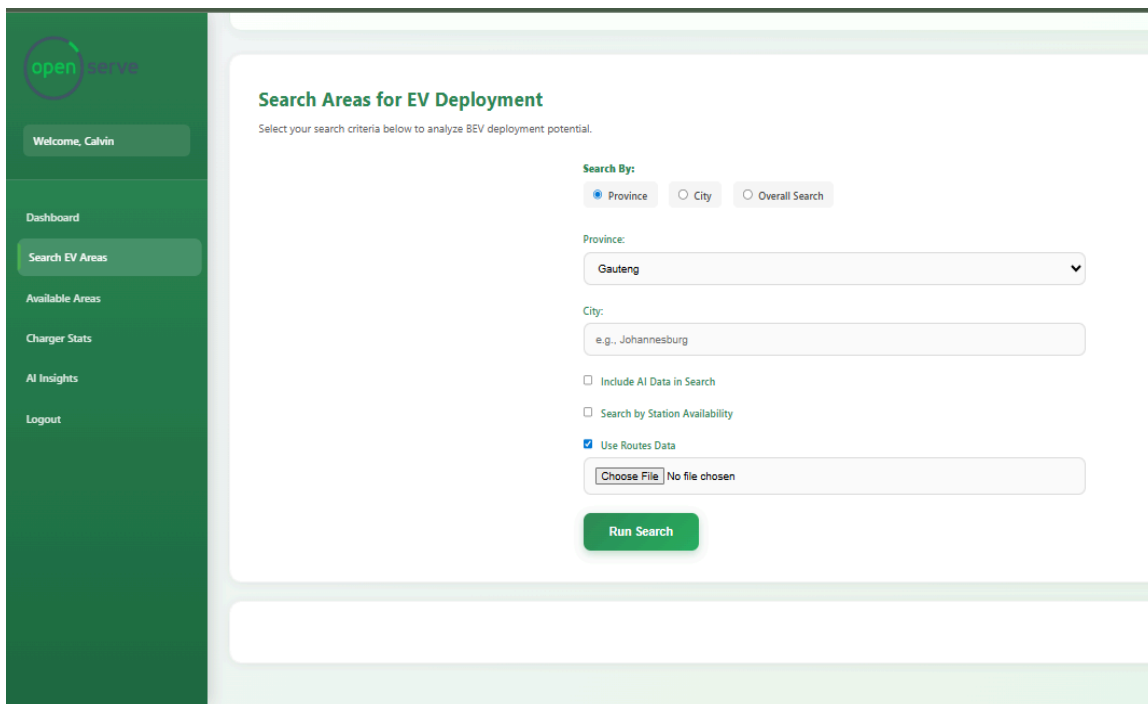 open serve
Welcome, Calvin
Dashboard
Search EV Areas
Available Areas
Charger Stats
AI Insights
Logout
Search Areas for EV Deployment
Select your search criteria below to analyze BEV deployment potential.
Search By:
Province City Overall Search
Province:
Gauteng
City:
e.g., Johannesburg
Include AI Data in Search
Search by Station Availability
Use Routes Data
Choose File No file chosen
Run Search